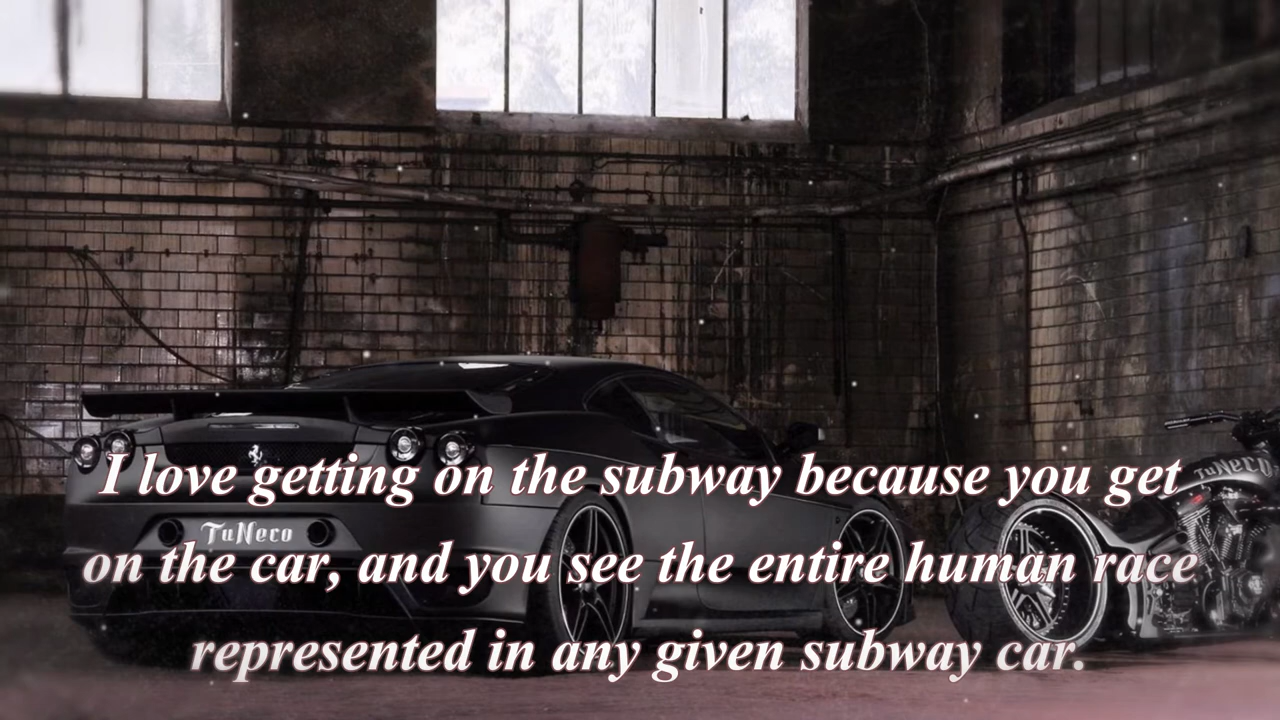 I love getting on the subway because you get
TuNeco
on the car, and you see the entire human race
represented in any given subway car.
TuNeco